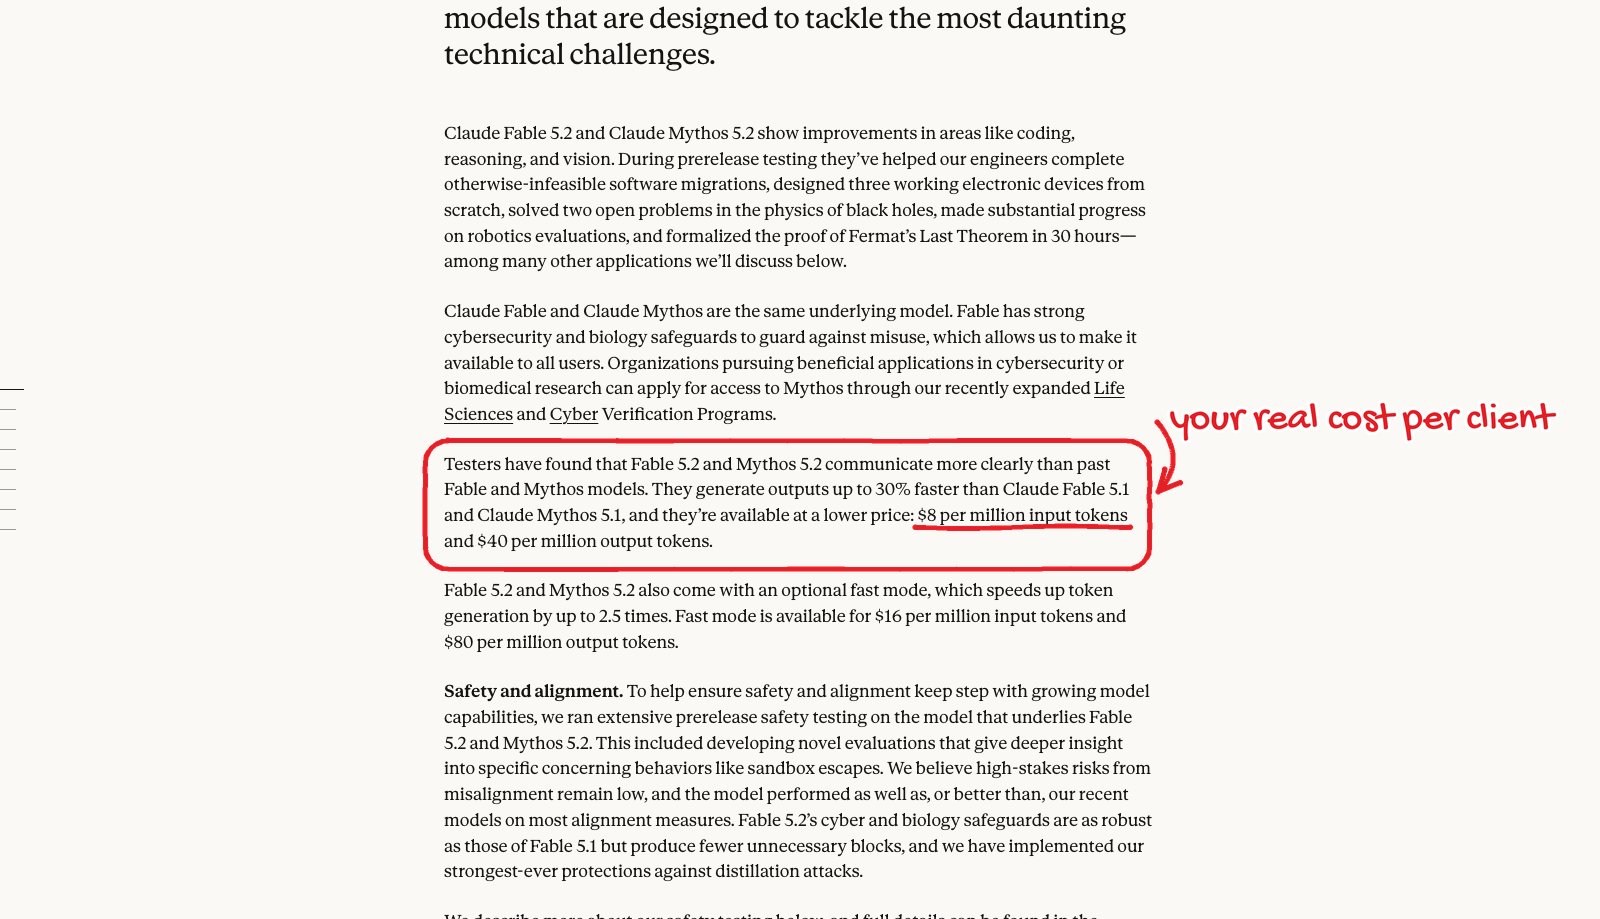 models that are designed to tackle the most daunting
technical challenges.
Claude Fable 5.2 and Claude Mythos 5.2 show improvements in areas like coding,
reasoning, and vision. During prerelease testing they’ve helped our engineers complete
otherwise-infeasible software migrations, designed three working electronic devices from
scratch, solved two open problems in the physics of black holes, made substantial progress
on robotics evaluations, and formalized the proof of Fermat’s Last Theorem in 30 hours—
among many other applications we’ll discuss below.
Claude Fable and Claude Mythos are the same underlying model. Fable has strong
cybersecurity and biology safeguards to guard against misuse, which allows us to make it
available to all users. Organizations pursuing beneficial applications in cybersecurity or
biomedical research can apply for access to Mythos through our recently expanded Life
Sciences and Cyber Verification Programs.
your real cost per client
Testers have found that Fable 5.2 and Mythos 5.2 communicate more clearly than past
Fable and Mythos models. They generate outputs up to 30% faster than Claude Fable 5.1
and Claude Mythos 5.1, and they’re available at a lower price: $8 per million input tokens
and $40 per million output tokens.
Fable 5.2 and Mythos 5.2 also come with an optional fast mode, which speeds up token
generation by up to 2.5 times. Fast mode is available for $16 per million input tokens and
$80 per million output tokens.
Safety and alignment. To help ensure safety and alignment keep step with growing model
capabilities, we ran extensive prerelease safety testing on the model that underlies Fable
5.2 and Mythos 5.2. This included developing novel evaluations that give deeper insight
into specific concerning behaviors like sandbox escapes. We believe high-stakes risks from
misalignment remain low, and the model performed as well as, or better than, our recent
models on most alignment measures. Fable 5.2’s cyber and biology safeguards are as robust
as those of Fable 5.1 but produce fewer unnecessary blocks, and we have implemented our
strongest-ever protections against distillation attacks.